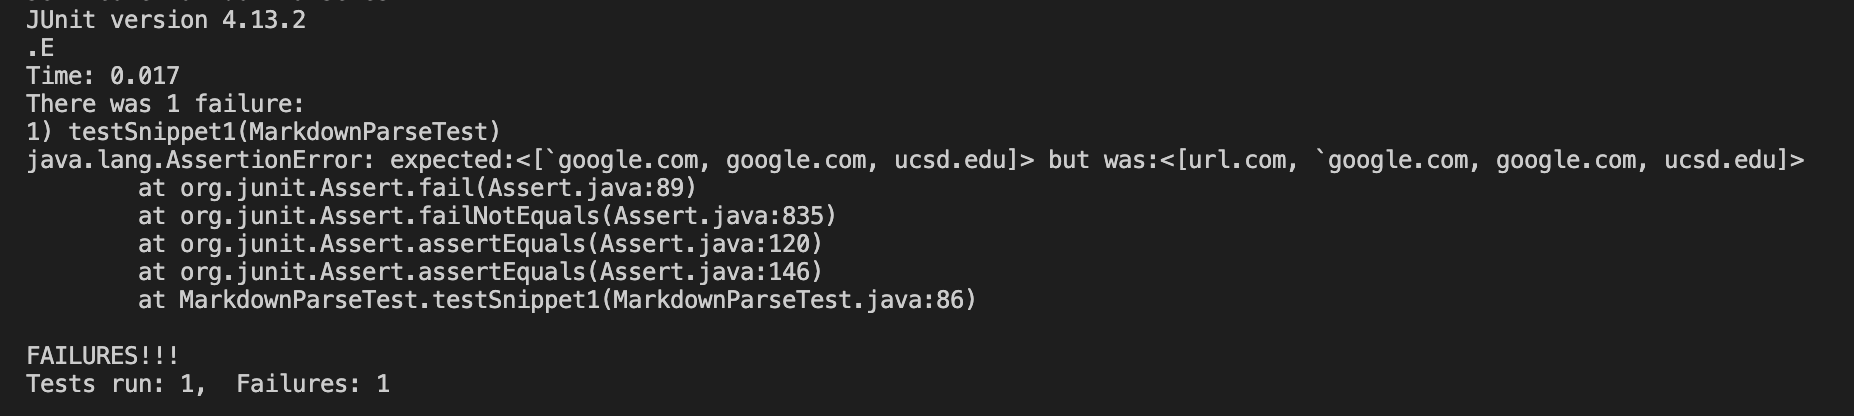 JUnit version 4.13.2
.E
Time: 0.017
There was 1 failure:
1) testSnippet1(MarkdownParseTest)
java.lang.AssertionError: expected:<[`google.com, google.com, ucsd.edu]> but was:<[url.com, `google.com, google.com, ucsd.edu]>
        at org.junit.Assert.fail(Assert.java:89)
        at org.junit.Assert.failNotEquals(Assert.java:835)
        at org.junit.Assert.assertEquals(Assert.java:120)
        at org.junit.Assert.assertEquals(Assert.java:146)
        at MarkdownParseTest.testSnippet1(MarkdownParseTest.java:86)

FAILURES!!!
Tests run: 1,  Failures: 1